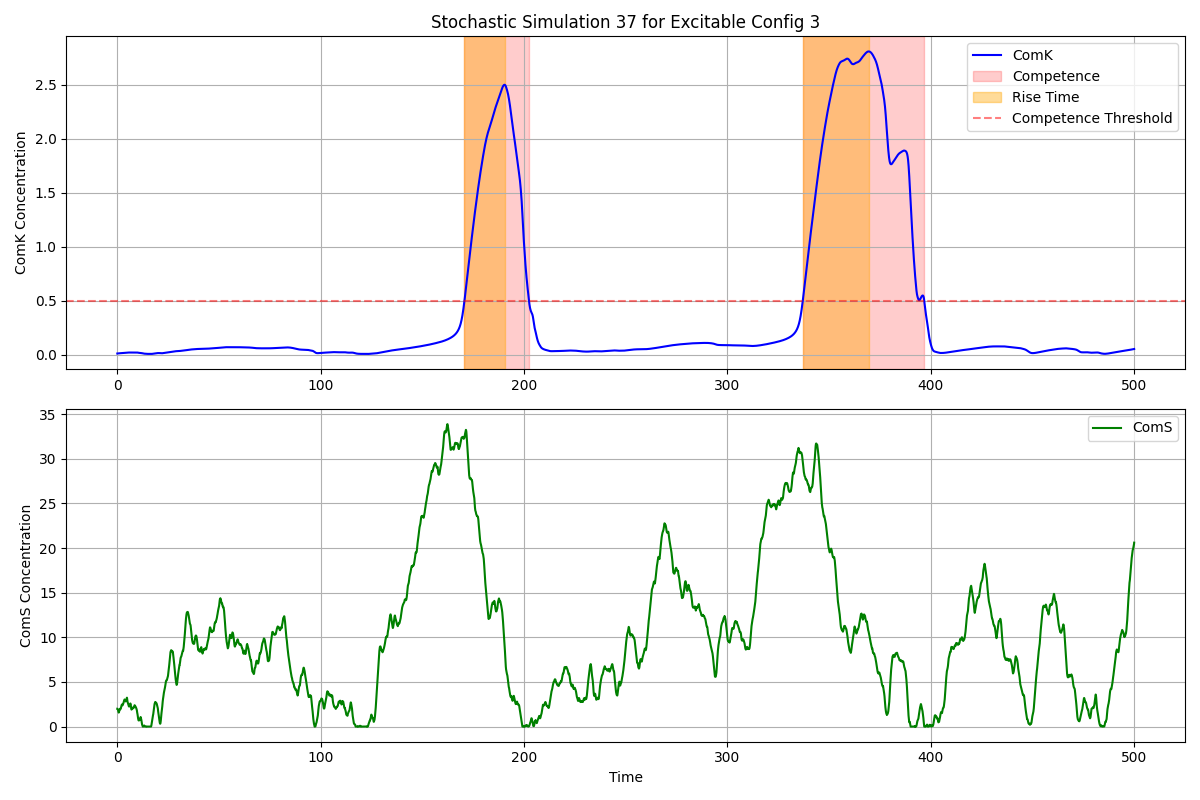 Stochastic Simulation 37 for Excitable Config 3
ComK Concentration
2.5
2.0
1.5
1.0
0.5
0.0
ComK
Competence
Rise Time
Competence Threshold
0 100 200 300 400 500
ComS Concentration
35
30
25
20
15
10
5
0
ComS
0 100 200 300 400 500
Time